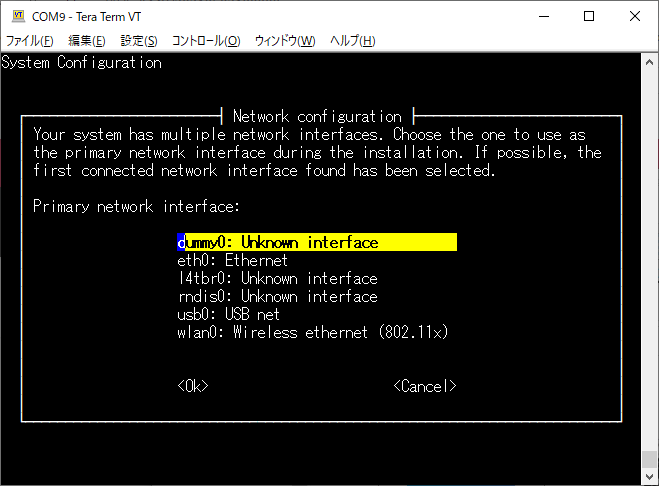 COM9 - Tera Term VT
ファイル(F) 編集(E) 設定(S) コントロール(O) ウィンドウ(W) ヘルプ(H)
System Configuration
Network configuration
Your system has multiple network interfaces. Choose the one to use as
the primary network interface during the installation. If possible, the
first connected network interface found has been selected.
Primary network interface:
dummy0: Unknown interface
eth0: Ethernet
l4tbr0: Unknown interface
rndis0: Unknown interface
usb0: USB net
wlan0: Wireless ethernet (802.11x)
<Ok> <Cancel>